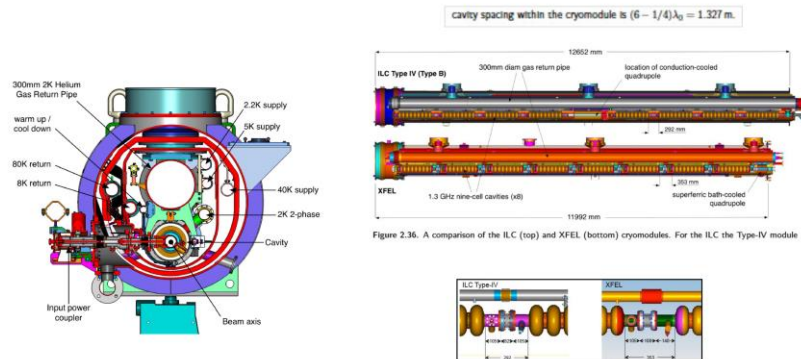 cavity spacing within the cryomodule is (6 − 1/4)λ₀ = 1.327 m.
12652 mm
ILC Type IV (Type B)
300mm diam gas return pipe
location of conduction-cooled
quadrupole
292 mm
XFEL
1.3 GHz nine-cell cavities (x8)
353 mm
superferric bath-cooled
quadrupole
11992 mm
Figure 2.36. A comparison of the ILC (top) and XFEL (bottom) cryomodules. For the ILC the Type-IV module
300mm 2K Helium
Gas Return Pipe
warm up /
cool down
80K return
8K return
2.2K supply
5K supply
40K supply
2K 2-phase
Cavity
Input power
coupler
Beam axis
ILC Type-IV
XFEL